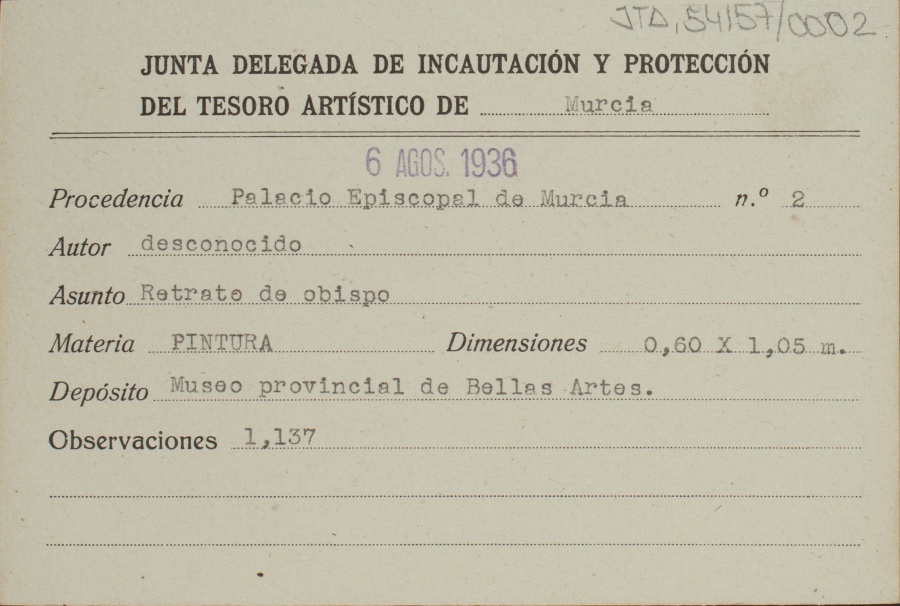 JTD, 54157/0002
JUNTA DELEGADA DE INCAUTACIÓN Y PROTECCIÓN
DEL TESORO ARTÍSTICO DE Murcia
6 AGOS. 1936
Procedencia Palacio Episcopal de Murcia n.º 2
Autor desconocido
Asunto Retrato de obispo
Materia PINTURA Dimensiones 0,60 X 1,05 m.
Depósito Museo provincial de Bellas Artes.
Observaciones 1,137